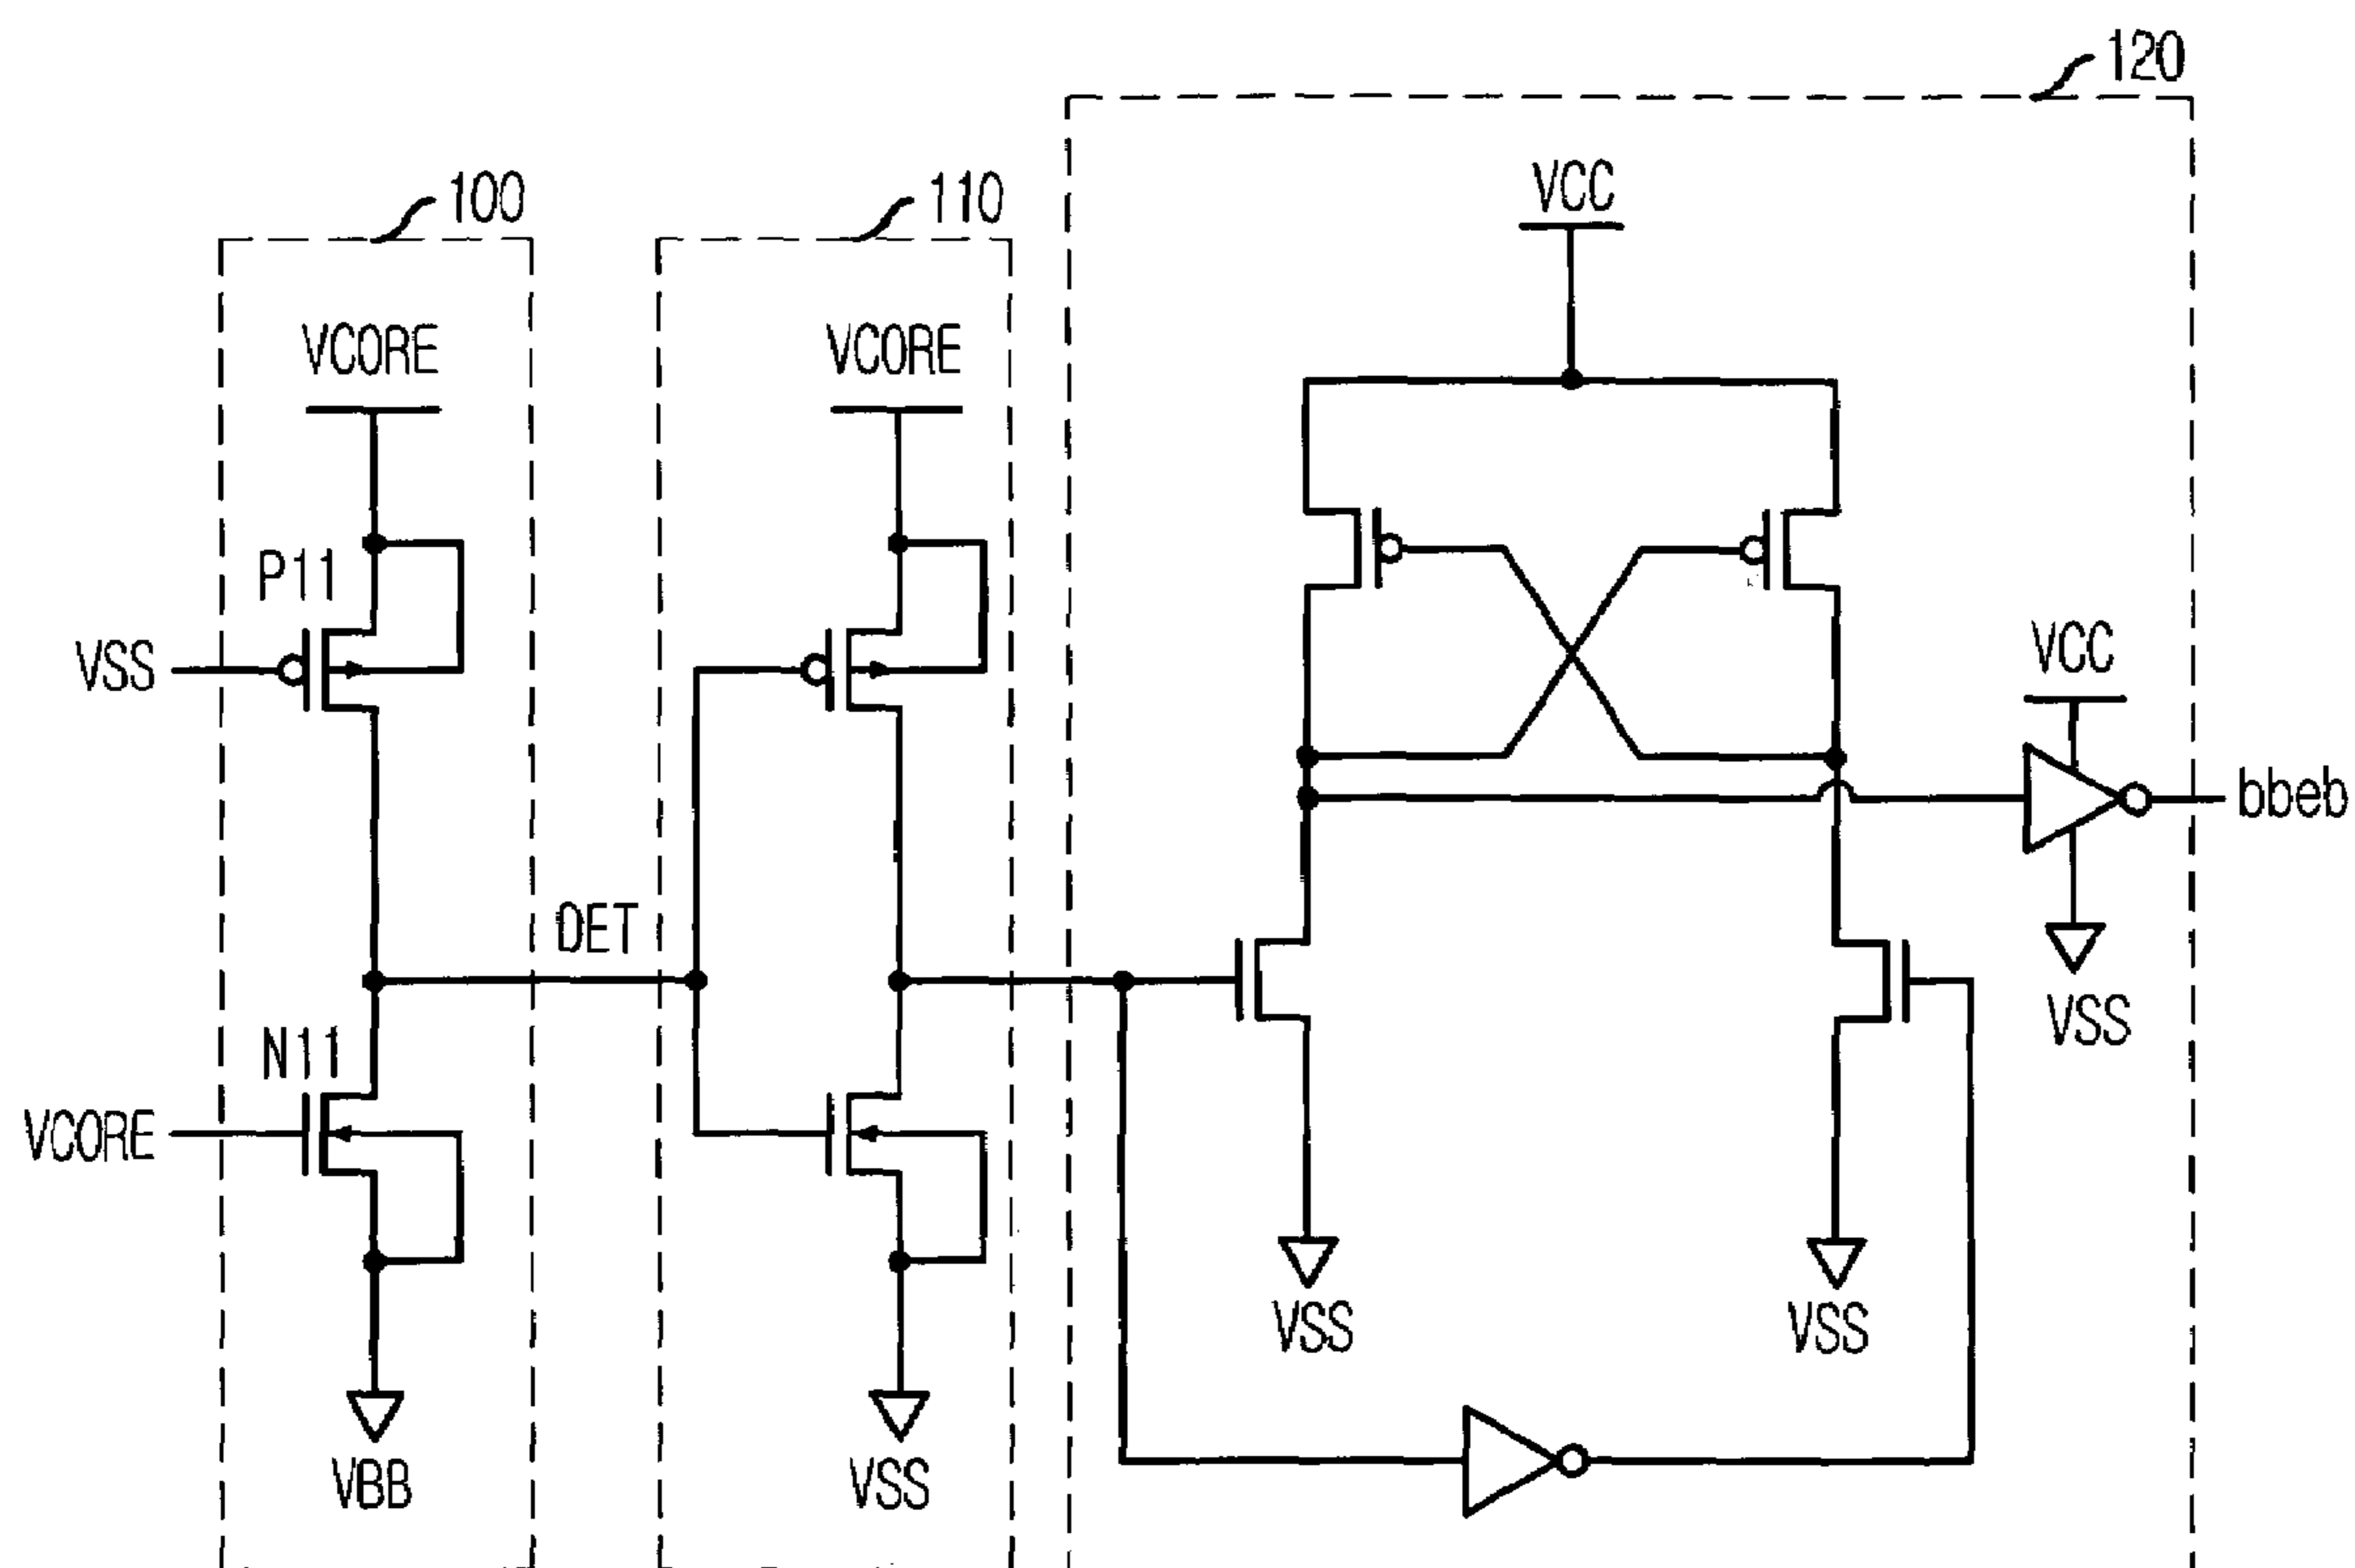 120
100
110
VCC
VCORE
VCORE
P11
VSS
VCC
bbeb
DET
VSS
N11
VCORE
VSS
VSS
VBB
VSS